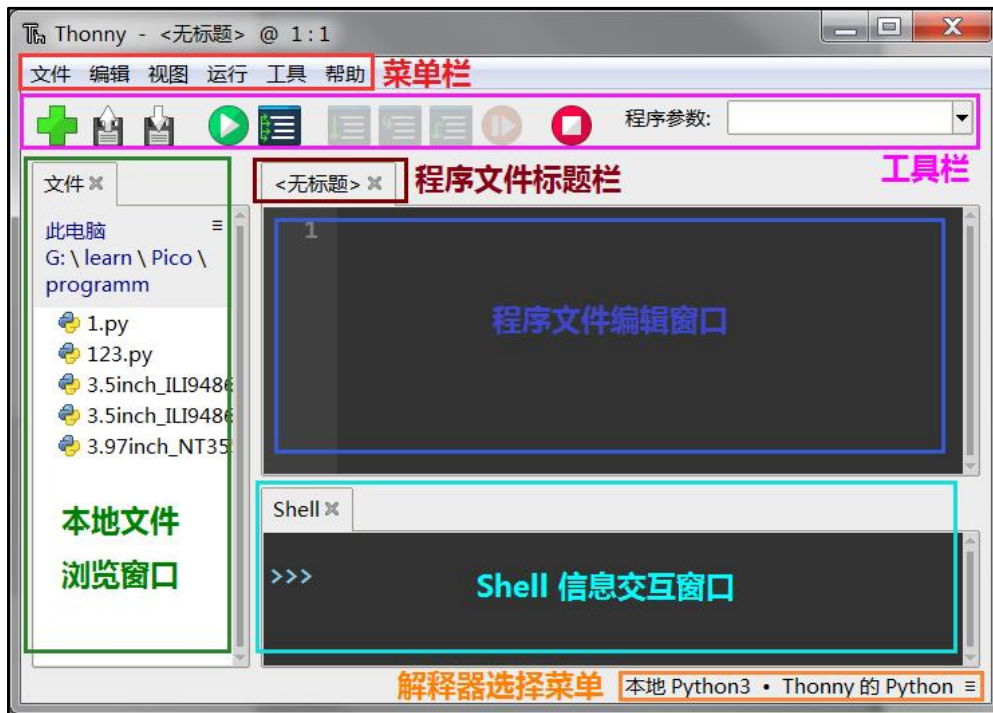 Thonny - <无标题> @ 1:1
文件 编辑 视图 运行 工具 帮助 菜单栏
程序参数:
工具栏
文件
<无标题> 程序文件标题栏
此电脑
G: \ learn \ Pico \
programm
1
程序文件编辑窗口
1.py
123.py
3.5inch_ILI9486
3.5inch_ILI9486
3.97inch_NT35
本地文件
浏览窗口
Shell
>>>
Shell 信息交互窗口
解释器选择菜单 本地 Python3 • Thonny 的 Python ≡